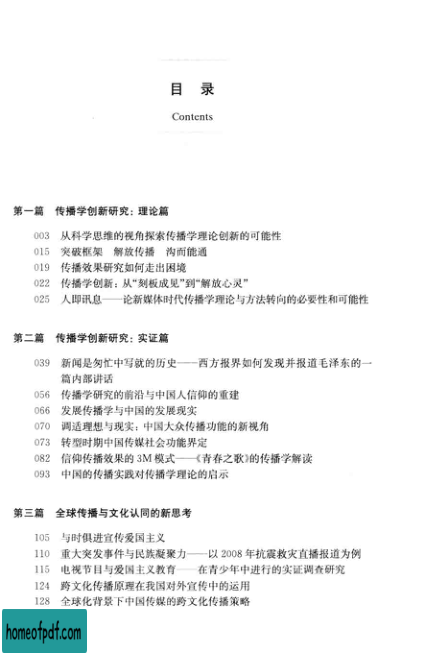 目 录
Contents
第一篇 传播学创新研究：理论篇
003 从科学思维的视角探索传播学理论创新的可能性
015 突破框架 解放传播 沟而能通
019 传播效果研究如何走出困境
022 传播学创新：从“刻板成见”到“解放心灵”
025 人即讯息——论新媒体时代传播学理论与方法转向的必要性和可能性
第二篇 传播学创新研究：实证篇
039 新闻是匆忙中写就的历史——西方报界如何发现并报道毛泽东的一
篇内部讲话
056 传播学研究的前沿与中国人信仰的重建
066 发展传播学与中国的发展现实
070 调适理想与现实：中国大众传播功能的新视角
073 转型时期中国传媒社会功能界定
082 信仰传播效果的3M模式——《青春之歌》的传播学解读
093 中国的传播实践对传播学理论的启示
第三篇 全球传播与文化认同的新思考
105 与时俱进宣传爱国主义
110 重大突发事件与民族凝聚力——以2008年抗震救灾直播报道为例
115 电视节目与爱国主义教育——在青少年中进行的实证调查研究
124 跨文化传播原理在我国对外宣传中的运用
128 全球化背景下中国传媒的跨文化传播策略
homeofpdf.com